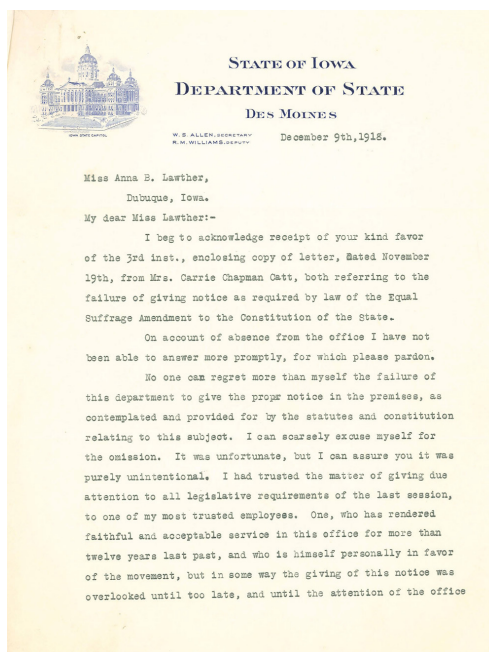 STATE OF IOWA
DEPARTMENT OF STATE
DES MOINES
IOWA STATE CAPITOL
W. S. ALLEN, SECRETARY
R. M. WILLIAMS, DEPUTY
December 9th, 1918.
Miss Anna B. Lawther,
Dubuque, Iowa.
My dear Miss Lawther:-
I beg to acknowledge receipt of your kind favor
of the 3rd inst., enclosing copy of letter, dated November
19th, from Mrs. Carrie Chapman Catt, both referring to the
failure of giving notice as required by law of the Equal
Suffrage Amendment to the Constitution of the State.
On account of absence from the office I have not
been able to answer more promptly, for which please pardon.
No one can regret more than myself the failure of
this department to give the propr notice in the premises, as
contemplated and provided for by the statutes and constitution
relating to this subject. I can scarsely excuse myself for
the omission. It was unfortunate, but I can assure you it was
purely unintentional. I had trusted the matter of giving due
attention to all legislative requirements of the last session,
to one of my most trusted employees. One, who has rendered
faithful and acceptable service in this office for more than
twelve years last past, and who is himself personally in favor
of the movement, but in some way the giving of this notice was
overlooked until too late, and until the attention of the office